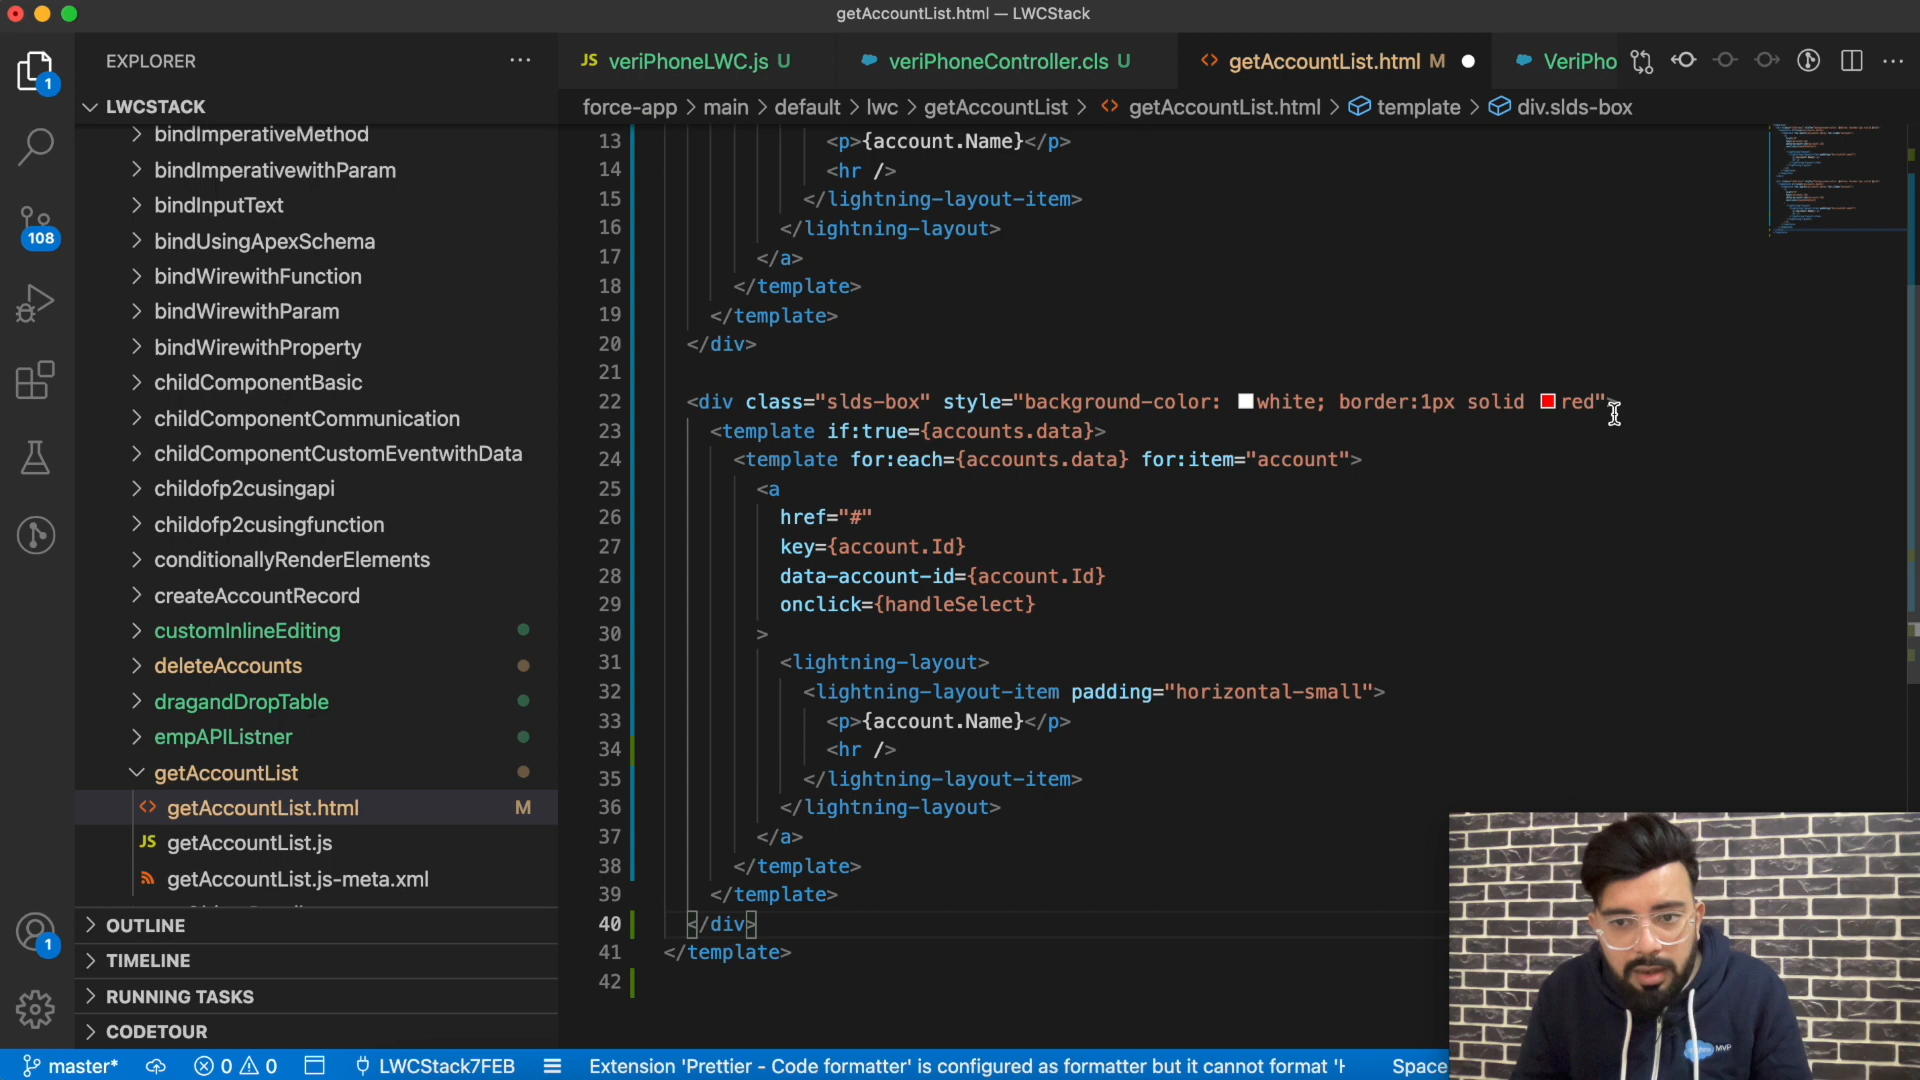 getAccountList.html — LWCStack
EXPLORER
1
LWCSTACK
bindImperativeMethod
bindImperativewithParam
bindInputText
108
bindUsingApexSchema
bindWirewithFunction
bindWirewithParam
bindWirewithProperty
childComponentBasic
childComponentCommunication
childComponentCustomEventwithData
childofp2cusingapi
childofp2cusingfunction
conditionallyRenderElements
createAccountRecord
customInlineEditing
deleteAccounts
dragandDropTable
empAPIListner
getAccountList
getAccountList.html M
JS getAccountList.js
getAccountList.js-meta.xml
OUTLINE
1
TIMELINE
RUNNING TASKS
CODETOUR
JS veriPhoneLWC.js U
veriPhoneController.cls U
getAccountList.html M
VeriPho
force-app > main > default > lwc > getAccountList > getAccountList.html > template > div.slds-box
13 <p>{account.Name}</p>
14 <hr />
15 </lightning-layout-item>
16 </lightning-layout>
17 </a>
18 </template>
19 </template>
20 </div>
21
22 <div class="slds-box" style="background-color: white; border:1px solid red">
23 <template if:true={accounts.data}>
24 <template for:each={accounts.data} for:item="account">
25 <a
26 href="#"
27 key={account.Id}
28 data-account-id={account.Id}
29 onclick={handleSelect}
30 >
31 <lightning-layout>
32 <lightning-layout-item padding="horizontal-small">
33 <p>{account.Name}</p>
34 <hr />
35 </lightning-layout-item>
36 </lightning-layout>
37 </a>
38 </template>
39 </template>
40 </div>
41 </template>
42
MVP
master* 0 0 LWCStack7FEB Extension 'Prettier - Code formatter' is configured as formatter but it cannot format 'H Space